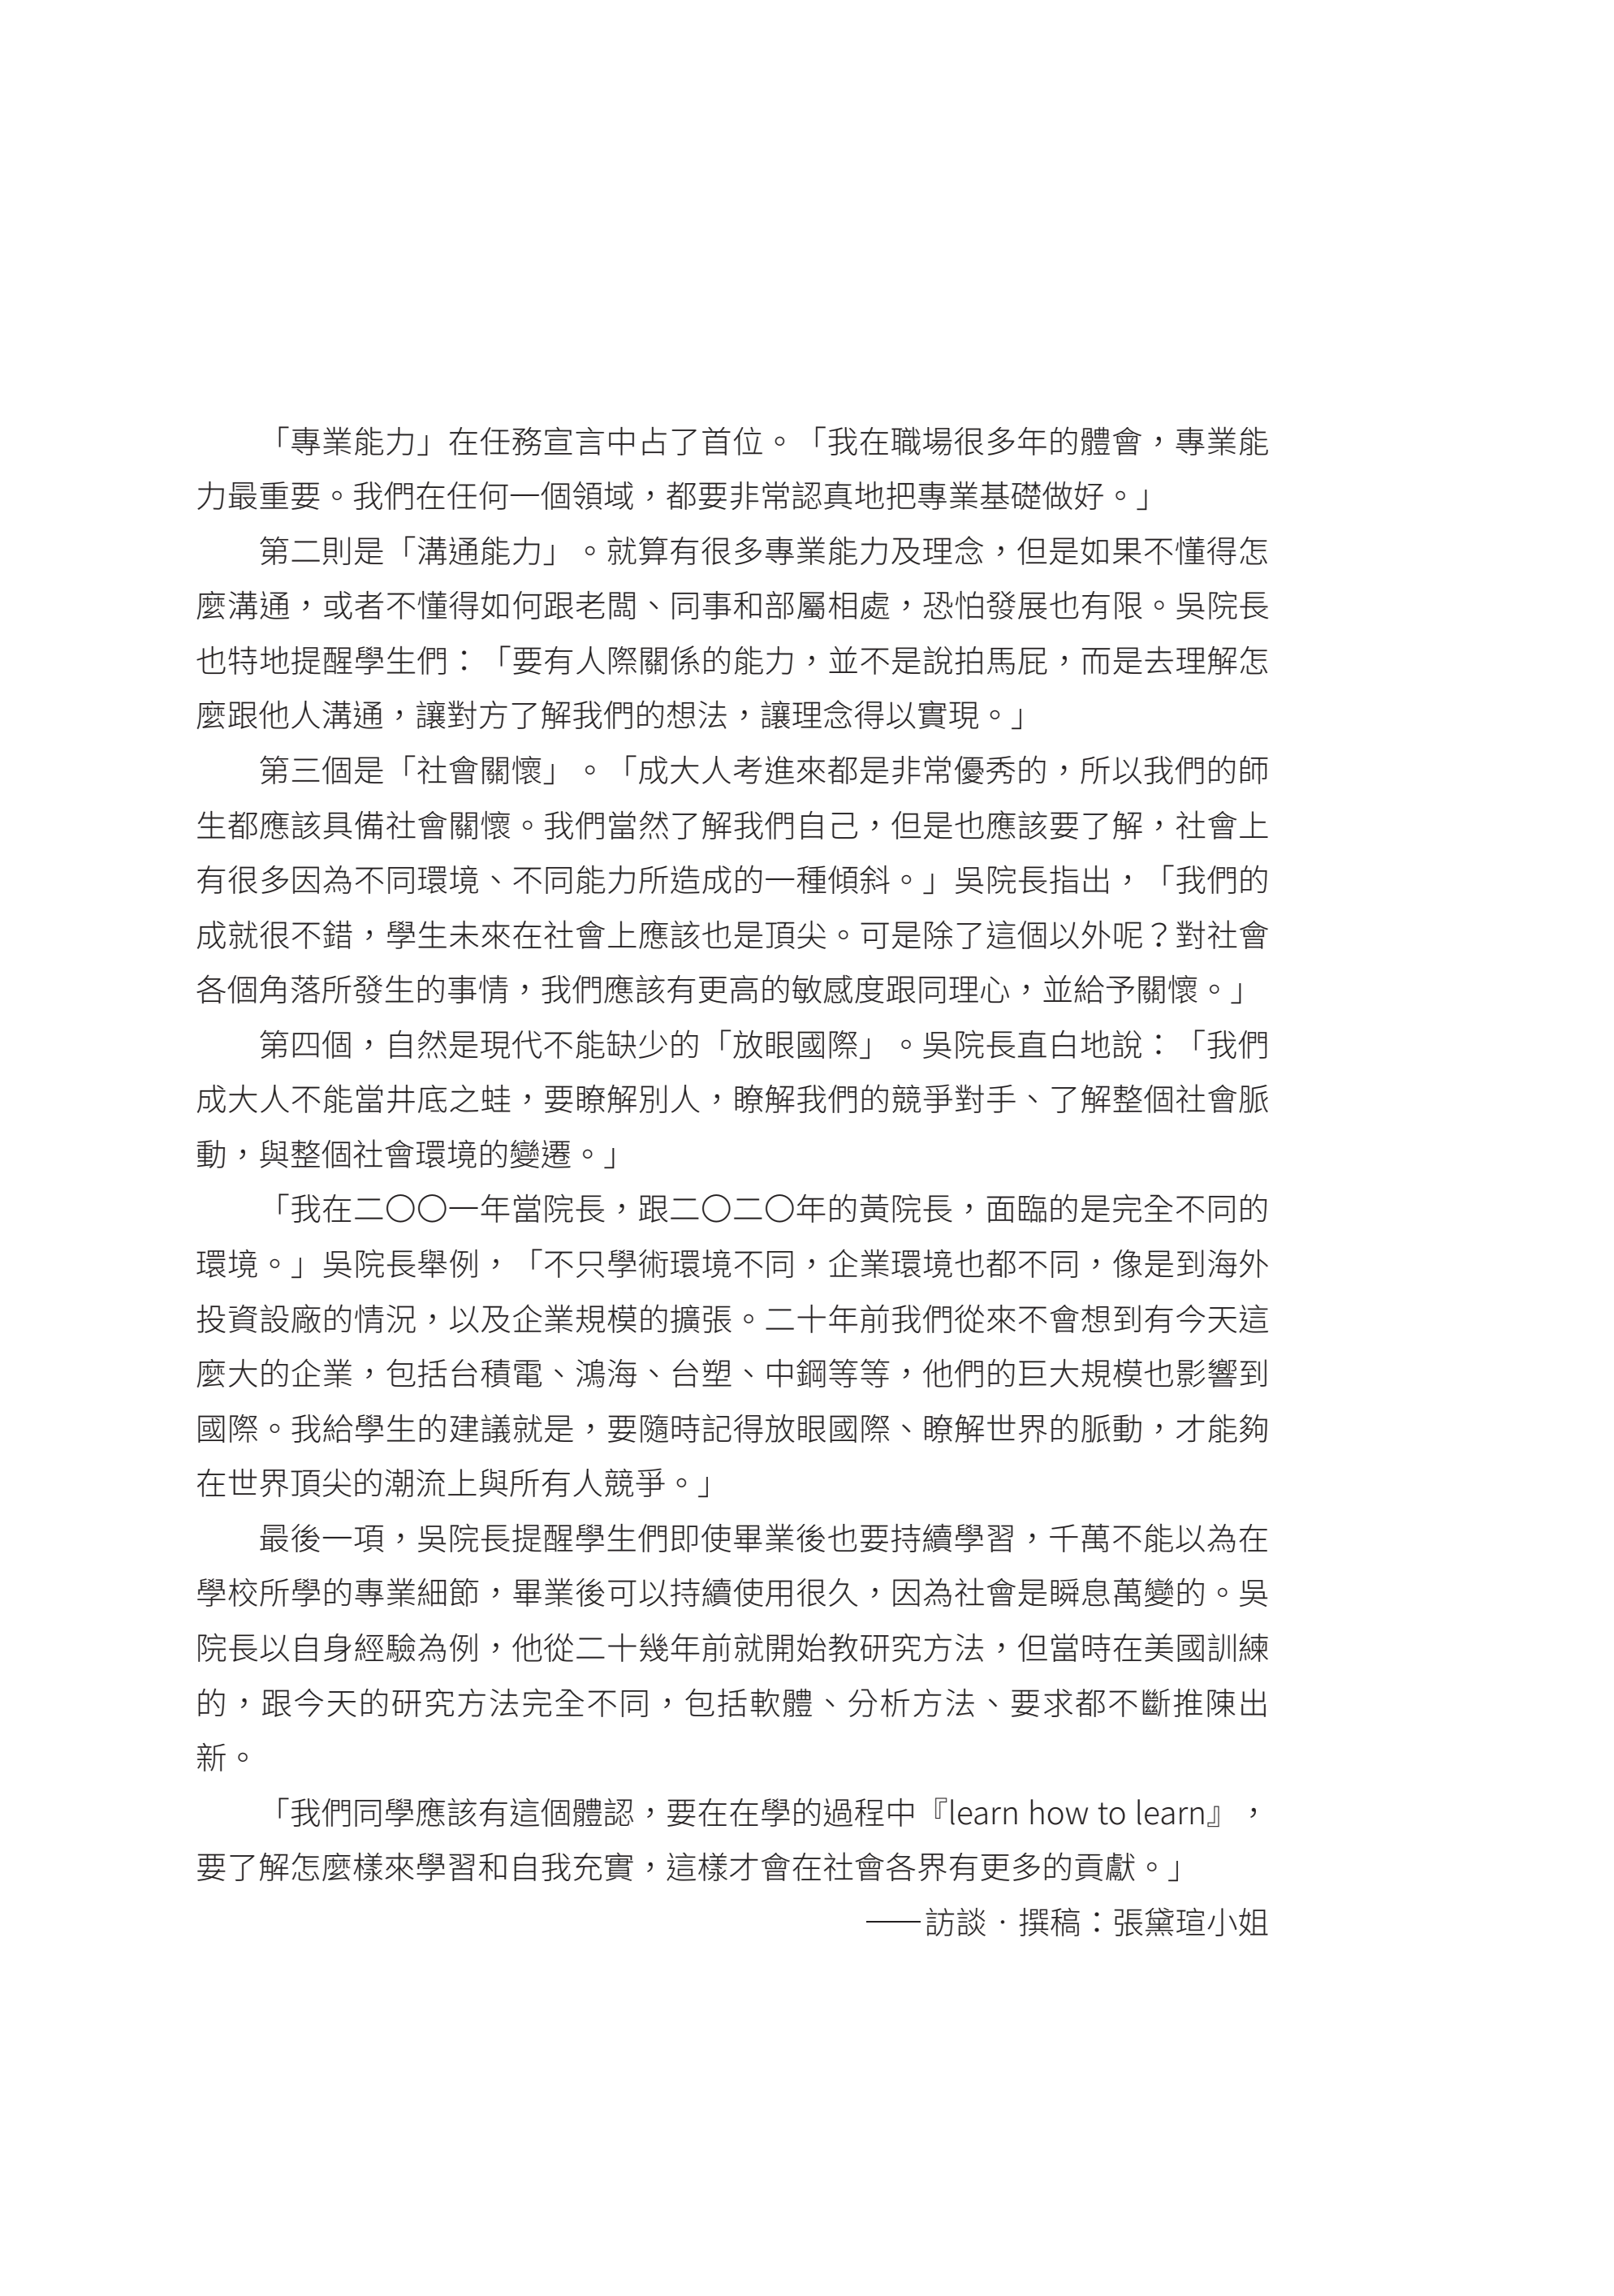 「專業能力」在任務宣言中占了首位。「我在職場很多年的體會，專業能
力最重要。我們在任何一個領域，都要非常認真地把專業基礎做好。」
第二則是「溝通能力」。就算有很多專業能力及理念，但是如果不懂得怎
麼溝通，或者不懂得如何跟老闆、同事和部屬相處，恐怕發展也有限。吳院長
也特地提醒學生們：「要有人際關係的能力，並不是說拍馬屁，而是去理解怎
麼跟他人溝通，讓對方了解我們的想法，讓理念得以實現。」
第三個是「社會關懷」。「成大人考進來都是非常優秀的，所以我們的師
生都應該具備社會關懷。我們當然了解我們自己，但是也應該要了解，社會上
有很多因為不同環境、不同能力所造成的一種傾斜。」吳院長指出，「我們的
成就很不錯，學生未來在社會上應該也是頂尖。可是除了這個以外呢？對社會
各個角落所發生的事情，我們應該有更高的敏感度跟同理心，並給予關懷。」
第四個，自然是現代不能缺少的「放眼國際」。吳院長直白地說：「我們
成大人不能當井底之蛙，要瞭解別人，瞭解我們的競爭對手、了解整個社會脈
動，與整個社會環境的變遷。」
「我在二〇〇一年當院長，跟二〇二〇年的黃院長，面臨的是完全不同的
環境。」吳院長舉例，「不只學術環境不同，企業環境也都不同，像是到海外
投資設廠的情況，以及企業規模的擴張。二十年前我們從來不會想到有今天這
麼大的企業，包括台積電、鴻海、台塑、中鋼等等，他們的巨大規模也影響到
國際。我給學生的建議就是，要隨時記得放眼國際、瞭解世界的脈動，才能夠
在世界頂尖的潮流上與所有人競爭。」
最後一項，吳院長提醒學生們即使畢業後也要持續學習，千萬不能以為在
學校所學的專業細節，畢業後可以持續使用很久，因為社會是瞬息萬變的。吳
院長以自身經驗為例，他從二十幾年前就開始教研究方法，但當時在美國訓練
的，跟今天的研究方法完全不同，包括軟體、分析方法、要求都不斷推陳出
新。
「我們同學應該有這個體認，要在在學的過程中『learn how to learn』，
要了解怎麼樣來學習和自我充實，這樣才會在社會各界有更多的貢獻。」
——訪談．撰稿：張黛瑄小姐